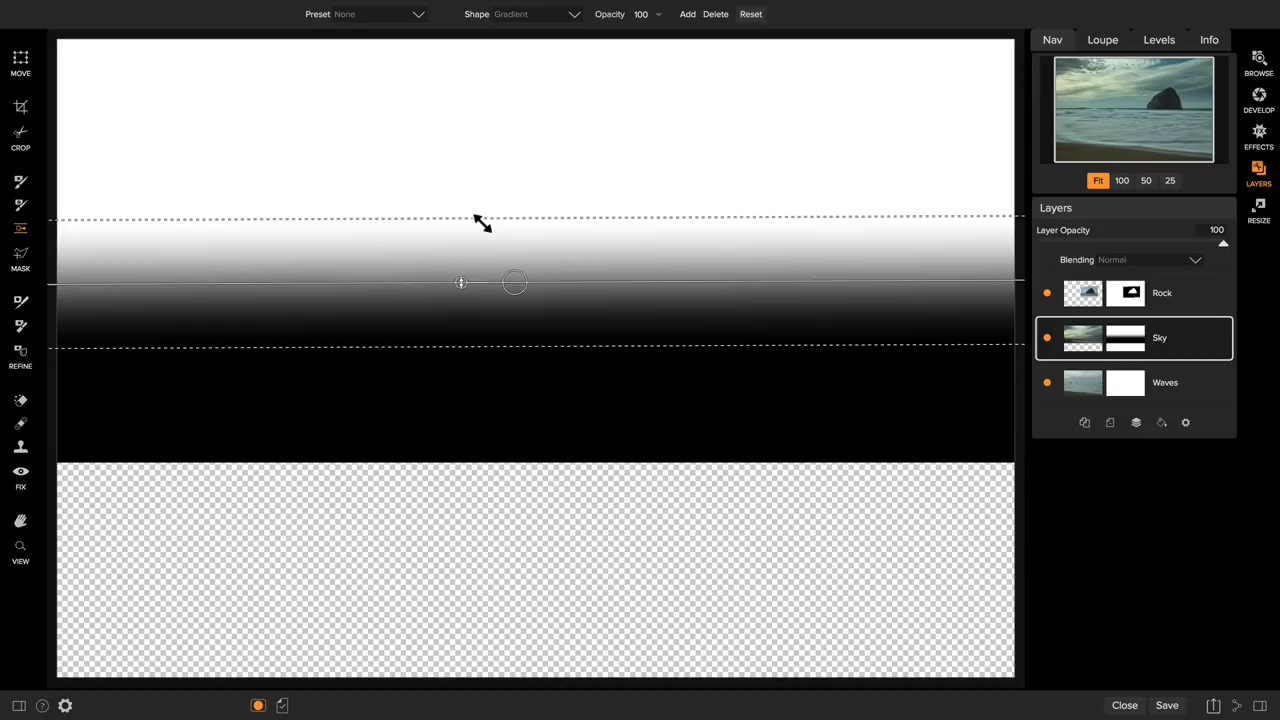 Preset None Shape Gradient Opacity 100 Add Delete Reset
MOVE
CROP
MASK
REFINE
FIX
VIEW
Nav Loupe Levels Info
Fit 100 50 25
Layers
Layer Opacity 100
Blending Normal
Rock
Sky
Waves
BROWSE
DEVELOP
EFFECTS
LAYERS
RESIZE
? Close Save